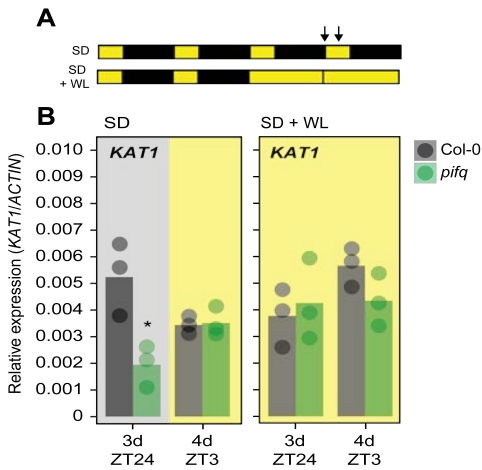 A
SD
SD
+ WL
B
SD
SD + WL
KAT1
KAT1
Col-0
pifq
Relative expression (KAT1/ACTIN)
0.010
0.009
0.008
0.007
0.006
0.005
0.004
0.003
0.002
0.001
0
*
3d
ZT24
4d
ZT3
3d
ZT24
4d
ZT3